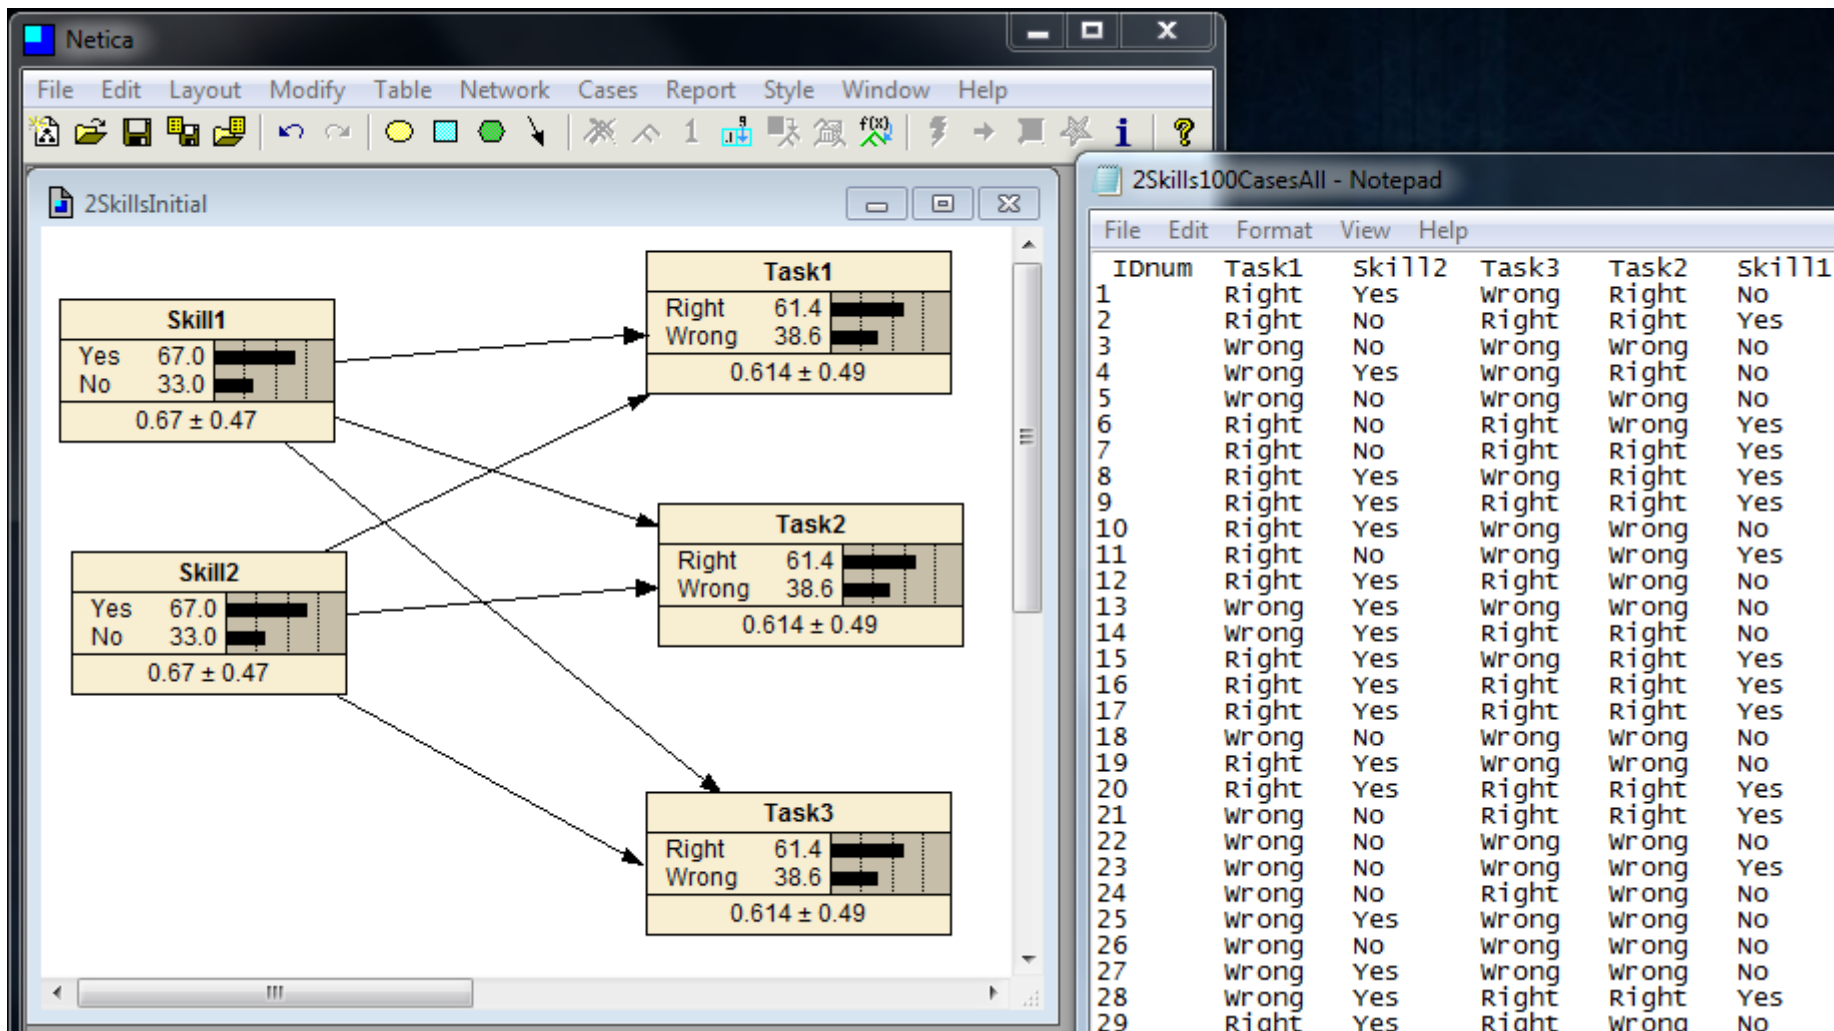 Netica
File Edit Layout Modify Table Network Cases Report Style Window Help
2SkillsInitial
Skill1
Yes 67.0
No 33.0
0.67 ± 0.47
Skill2
Yes 67.0
No 33.0
0.67 ± 0.47
Task1
Right 61.4
Wrong 38.6
0.614 ± 0.49
Task2
Right 61.4
Wrong 38.6
0.614 ± 0.49
Task3
Right 61.4
Wrong 38.6
0.614 ± 0.49
2Skills100CasesAll - Notepad
File Edit Format View Help
IDnum Task1 Skill2 Task3 Task2 Skill1
1 Right Yes Wrong Right No
2 Right No Right Right Yes
3 Wrong No Wrong Wrong No
4 Wrong Yes Wrong Right No
5 Wrong No Wrong Wrong No
6 Right No Right Wrong Yes
7 Right No Right Right Yes
8 Right Yes Wrong Right Yes
9 Right Yes Right Right Yes
10 Right Yes Wrong Wrong No
11 Right No Wrong Wrong Yes
12 Right Yes Right Wrong No
13 Wrong Yes Wrong Wrong No
14 Wrong Yes Right Right No
15 Right Yes Wrong Right Yes
16 Right Yes Right Right Yes
17 Right Yes Right Right Yes
18 Wrong No Wrong Wrong No
19 Right Yes Wrong Wrong No
20 Right Yes Right Right Yes
21 Wrong No Right Right Yes
22 Wrong No Wrong Wrong No
23 Wrong No Wrong Wrong Yes
24 Wrong No Right Wrong No
25 Wrong Yes Wrong Wrong No
26 Wrong No Wrong Wrong No
27 Wrong Yes Wrong Wrong No
28 Wrong Yes Right Right Yes
29 Right Yes Right Wrong No